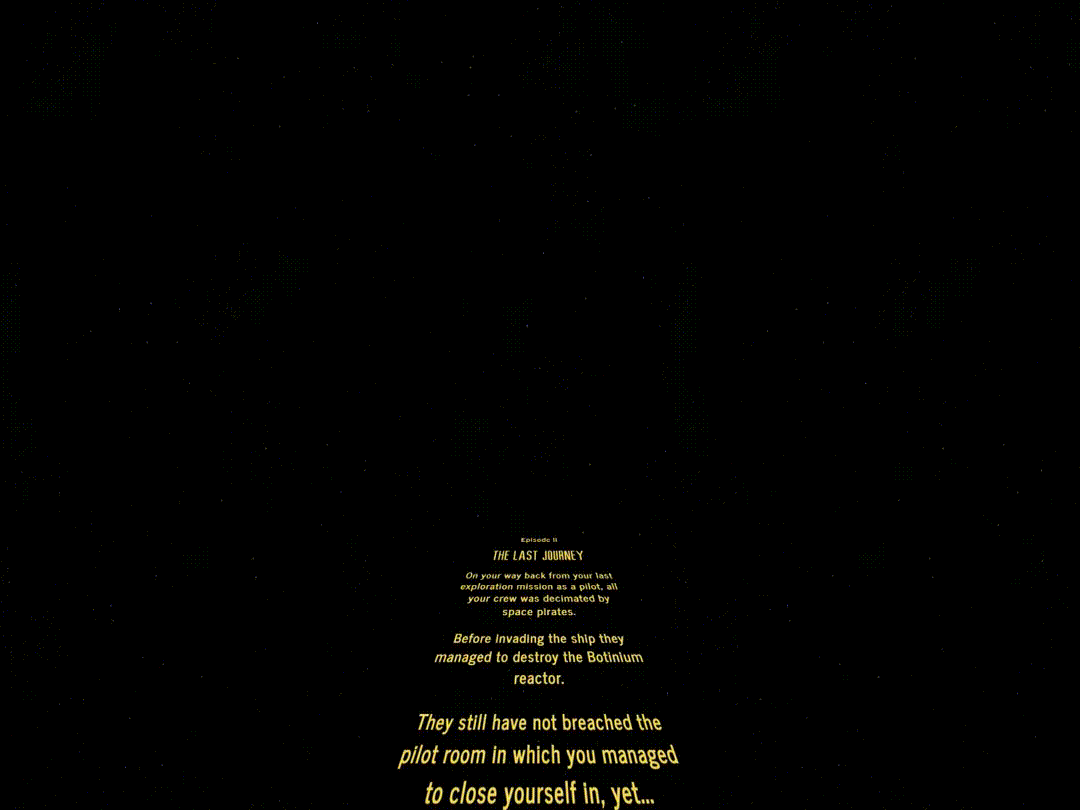 Episode II
THE LAST JOURNEY
On your way back from your last
exploration mission as a pilot, all
your crew was decimated by
space pirates.
Before invading the ship they
managed to destroy the Botinium
reactor.
They still have not breached the
pilot room in which you managed
to close yourself in, yet...